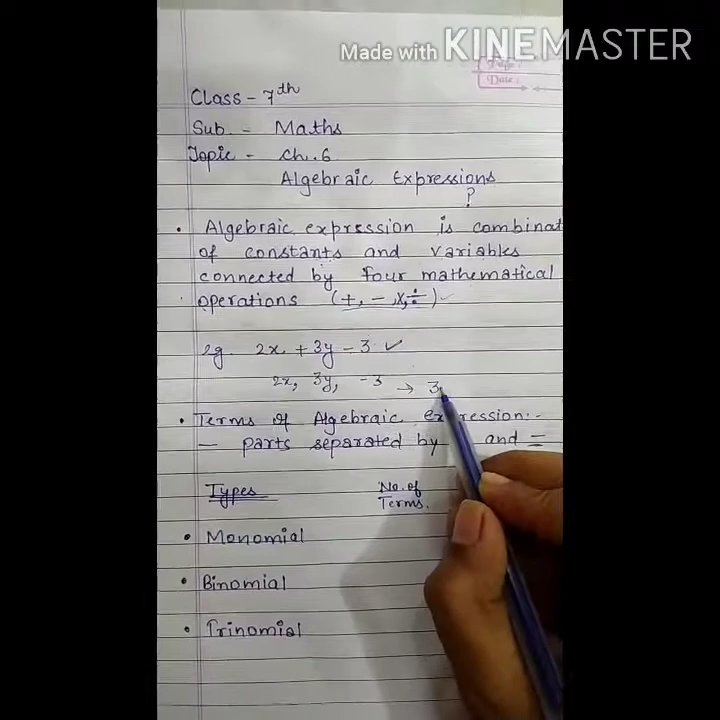 Made with KINEMASTER
Page:
Date:
Class - 7th
Sub. - Maths
Topic - Ch. 6
Algebraic Expressions
?
• Algebraic expression is combinat
of constants and variables
connected by four mathematical
operations (+, -, x, ÷) ✓
eg. 2x + 3y - 3 ✓
2x, 3y, -3 → 3
• Terms of Algebraic expression:-
- parts separated by and =
Types No. of
Terms.
• Monomial
• Binomial
• Trinomial